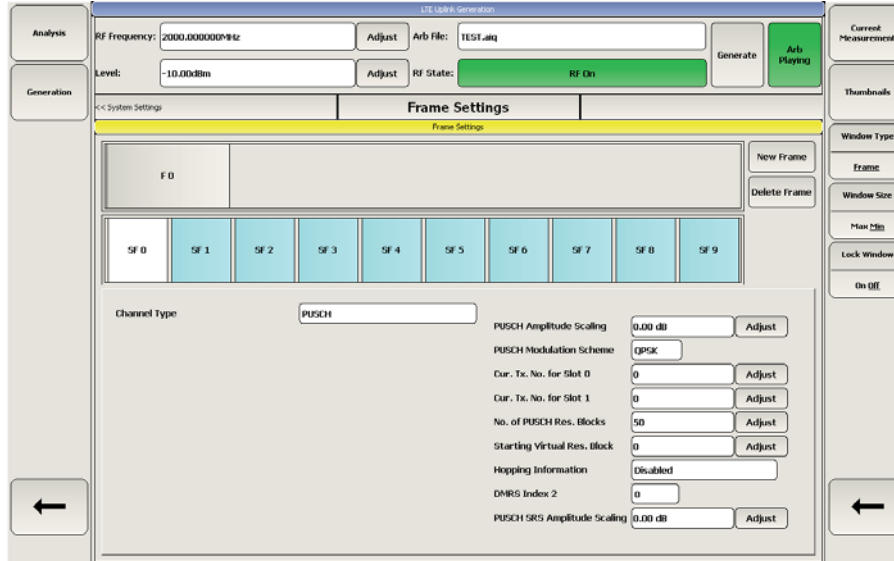 LTE Uplink Generation
Analysis
Generation
RF Frequency: 2000.000000MHz Adjust Arb File: TEST.aiq
Level: -10.00dBm Adjust RF State: RF On
Generate
Arb Playing
<< System Settings Frame Settings
Frame Settings
F 0
New Frame
Delete Frame
SF 0 SF 1 SF 2 SF 3 SF 4 SF 5 SF 6 SF 7 SF 8 SF 9
Channel Type PUSCH
PUSCH Amplitude Scaling 0.00 dB Adjust
PUSCH Modulation Scheme QPSK
Cur. Tx. No. for Slot 0 0 Adjust
Cur. Tx. No. for Slot 1 0 Adjust
No. of PUSCH Res. Blocks 50 Adjust
Starting Virtual Res. Block 0 Adjust
Hopping Information Disabled
DMRS Index 2 0
PUSCH SRS Amplitude Scaling 0.00 dB Adjust
Current
Measurement
Thumbnails
Window Type
Frame
Window Size
Max Min
Lock Window
On Off